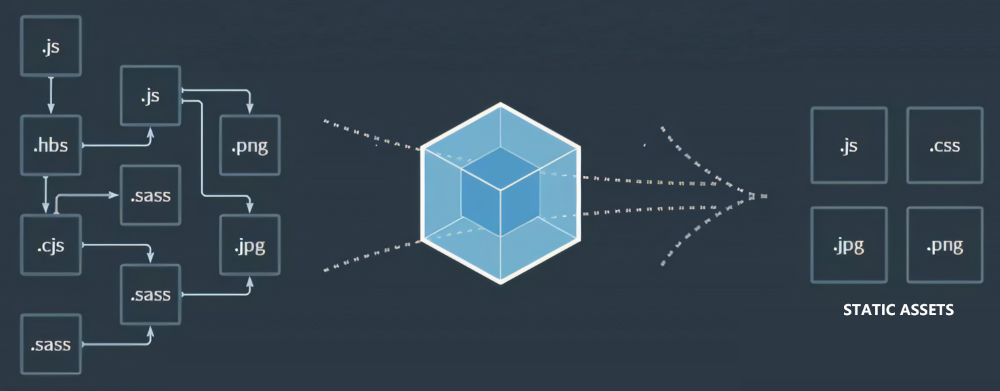 .js
.js
.hbs
.png
.sass
.cjs
.jpg
.sass
.sass
.js
.css
.jpg
.png
STATIC ASSETS